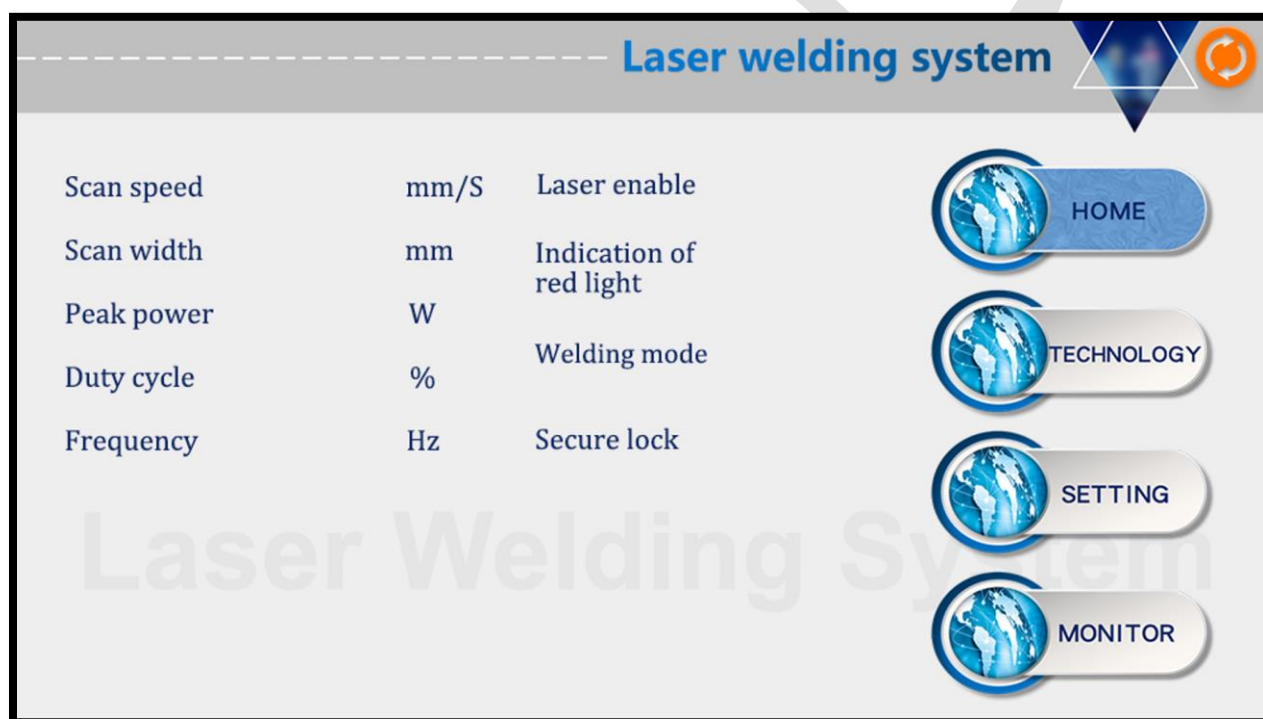 Laser welding system
Scan speed mm/S
Scan width mm
Peak power W
Duty cycle %
Frequency Hz
Laser enable
Indication of
red light
Welding mode
Secure lock
HOME
TECHNOLOGY
SETTING
MONITOR
Laser Welding System